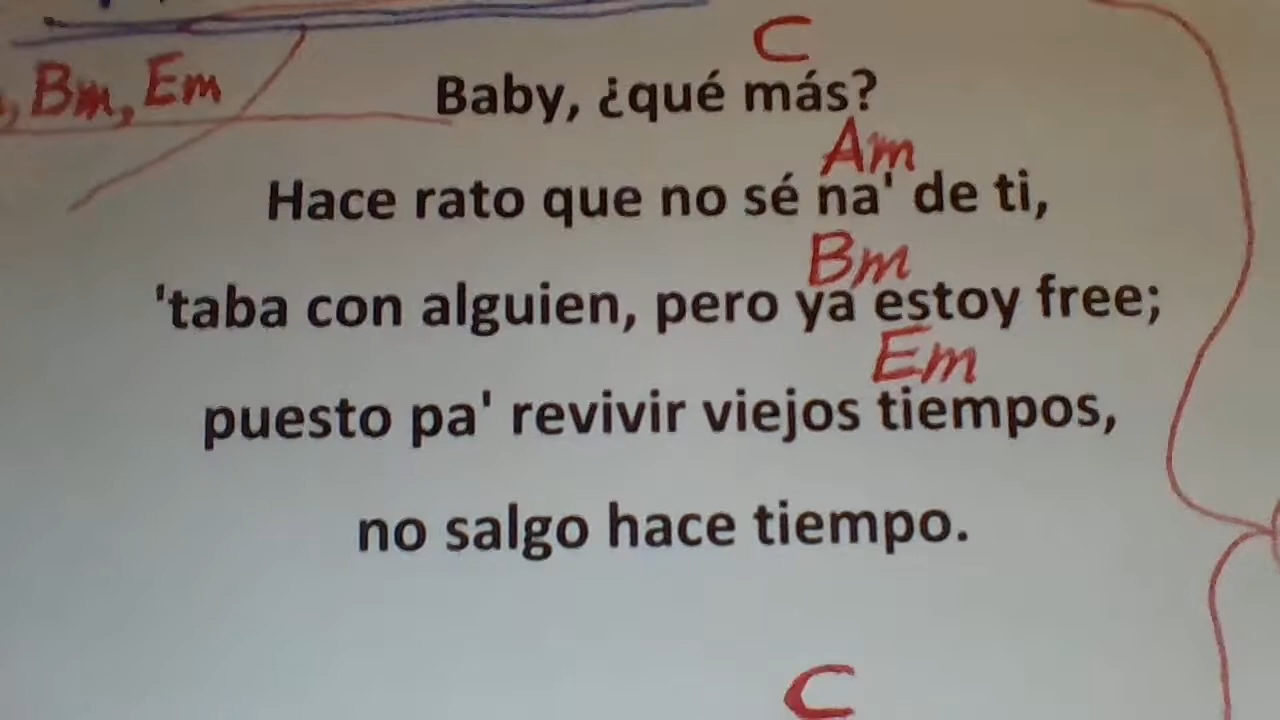 C
Bm, Em
Baby, ¿qué más?
Am
Hace rato que no sé na' de ti,
Bm
'taba con alguien, pero ya estoy free;
Em
puesto pa' revivir viejos tiempos,
no salgo hace tiempo.
C